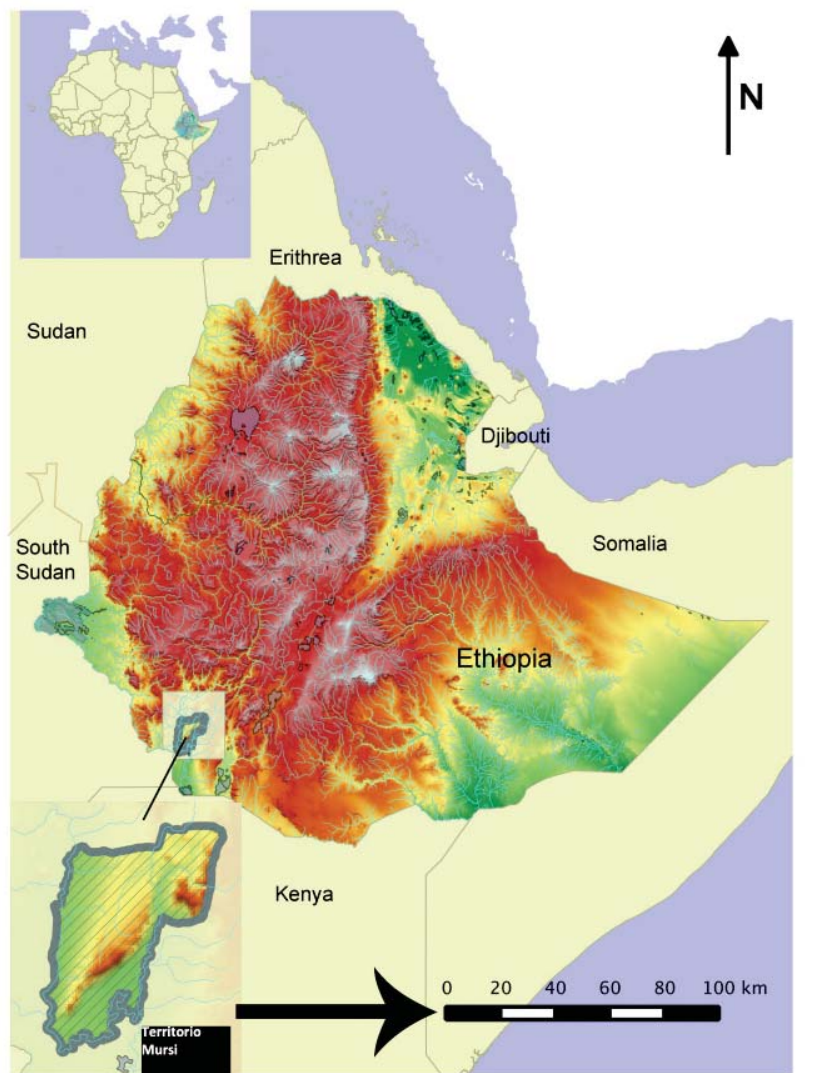 N
Erithrea
Sudan
Djibouti
South
Sudan
Somalia
Ethiopia
Kenya
0 20 40 60 80 100 km
Territorio
Mursi